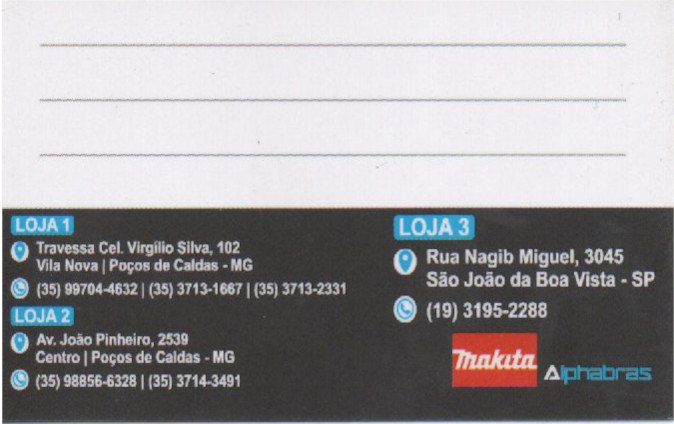 LOJA 1
Travessa Cel. Virgilio Silva, 102
Vila Nova | Poços de Caldas - MG
(35) 99704-4632 | (35) 3713-1667 | (35) 3713-2331
LOJA 2
Av. João Pinheiro, 2539
Centro | Poços de Caldas - MG
(35) 98856-6328 | (35) 3714-3491
LOJA 3
Rua Nagib Miguel, 3045
São João da Boa Vista - SP
(19) 3195-2288
makita
Alphabras